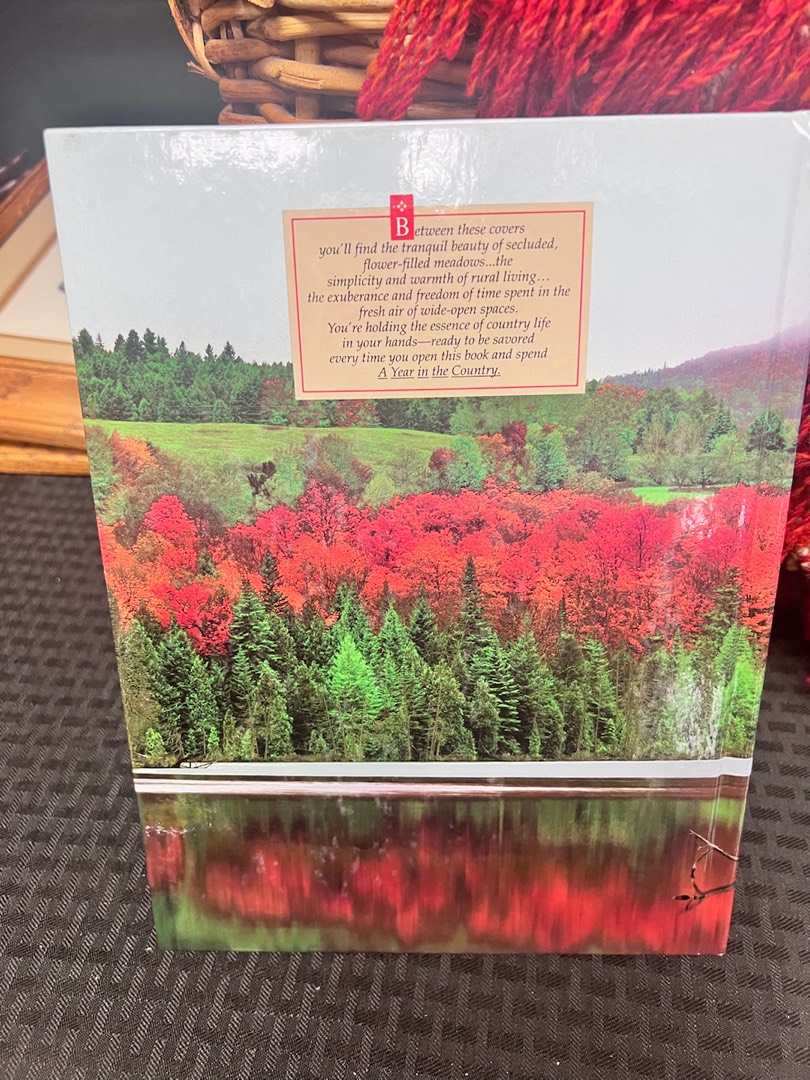 Between these covers
you'll find the tranquil beauty of secluded,
flower-filled meadows...the
simplicity and warmth of rural living...
the exuberance and freedom of time spent in the
fresh air of wide-open spaces.
You're holding the essence of country life
in your hands—ready to be savored
every time you open this book and spend
A Year in the Country.